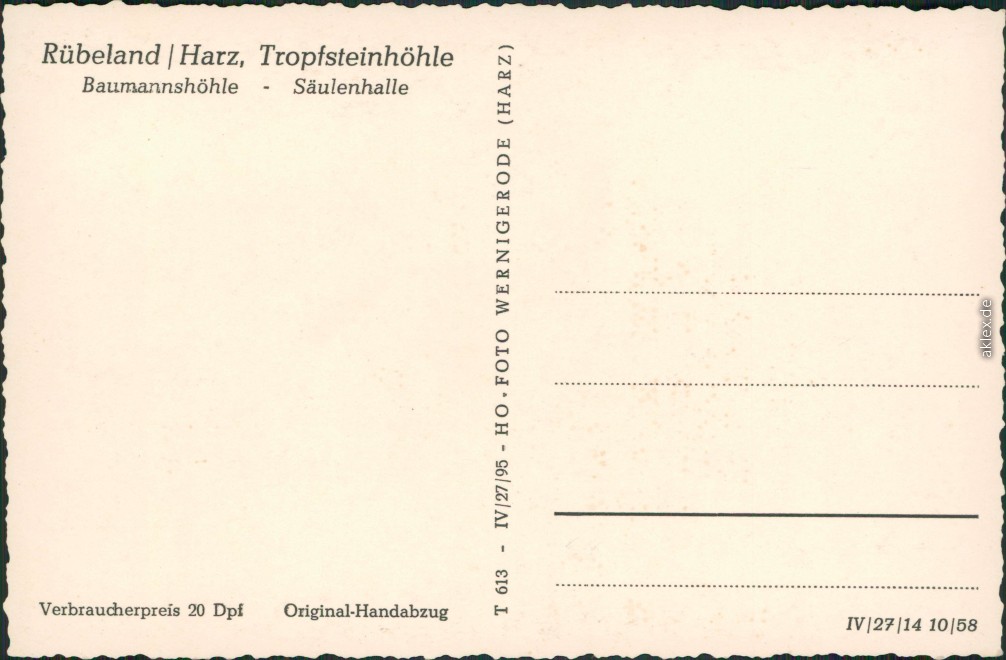 Rübeland / Harz, Tropfsteinhöhle
Baumannshöhle - Säulenhalle
Verbraucherpreis 20 Dpf Original-Handabzug
T 613 - IV/27/95 - HO-FOTO WERNIGERODE (HARZ)
IV/27/14 10/58
aklex.de